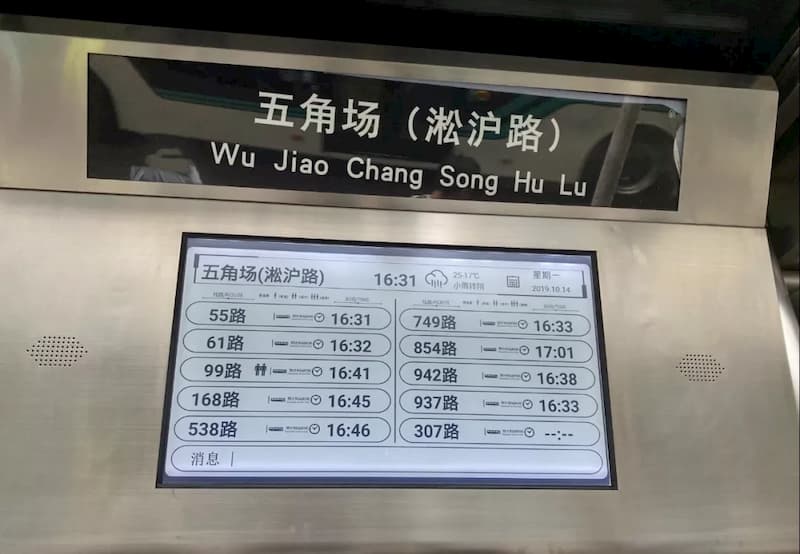 五角场（淞沪路）
Wu Jiao Chang Song Hu Lu
五角场(淞沪路) 16:31 25-17℃ 星期一
小雨转阴 2019.10.14
55路 16:31
61路 16:32
99路 16:41
168路 16:45
538路 16:46
749路 16:33
854路 17:01
942路 16:38
937路 16:33
307路 --:--
消息